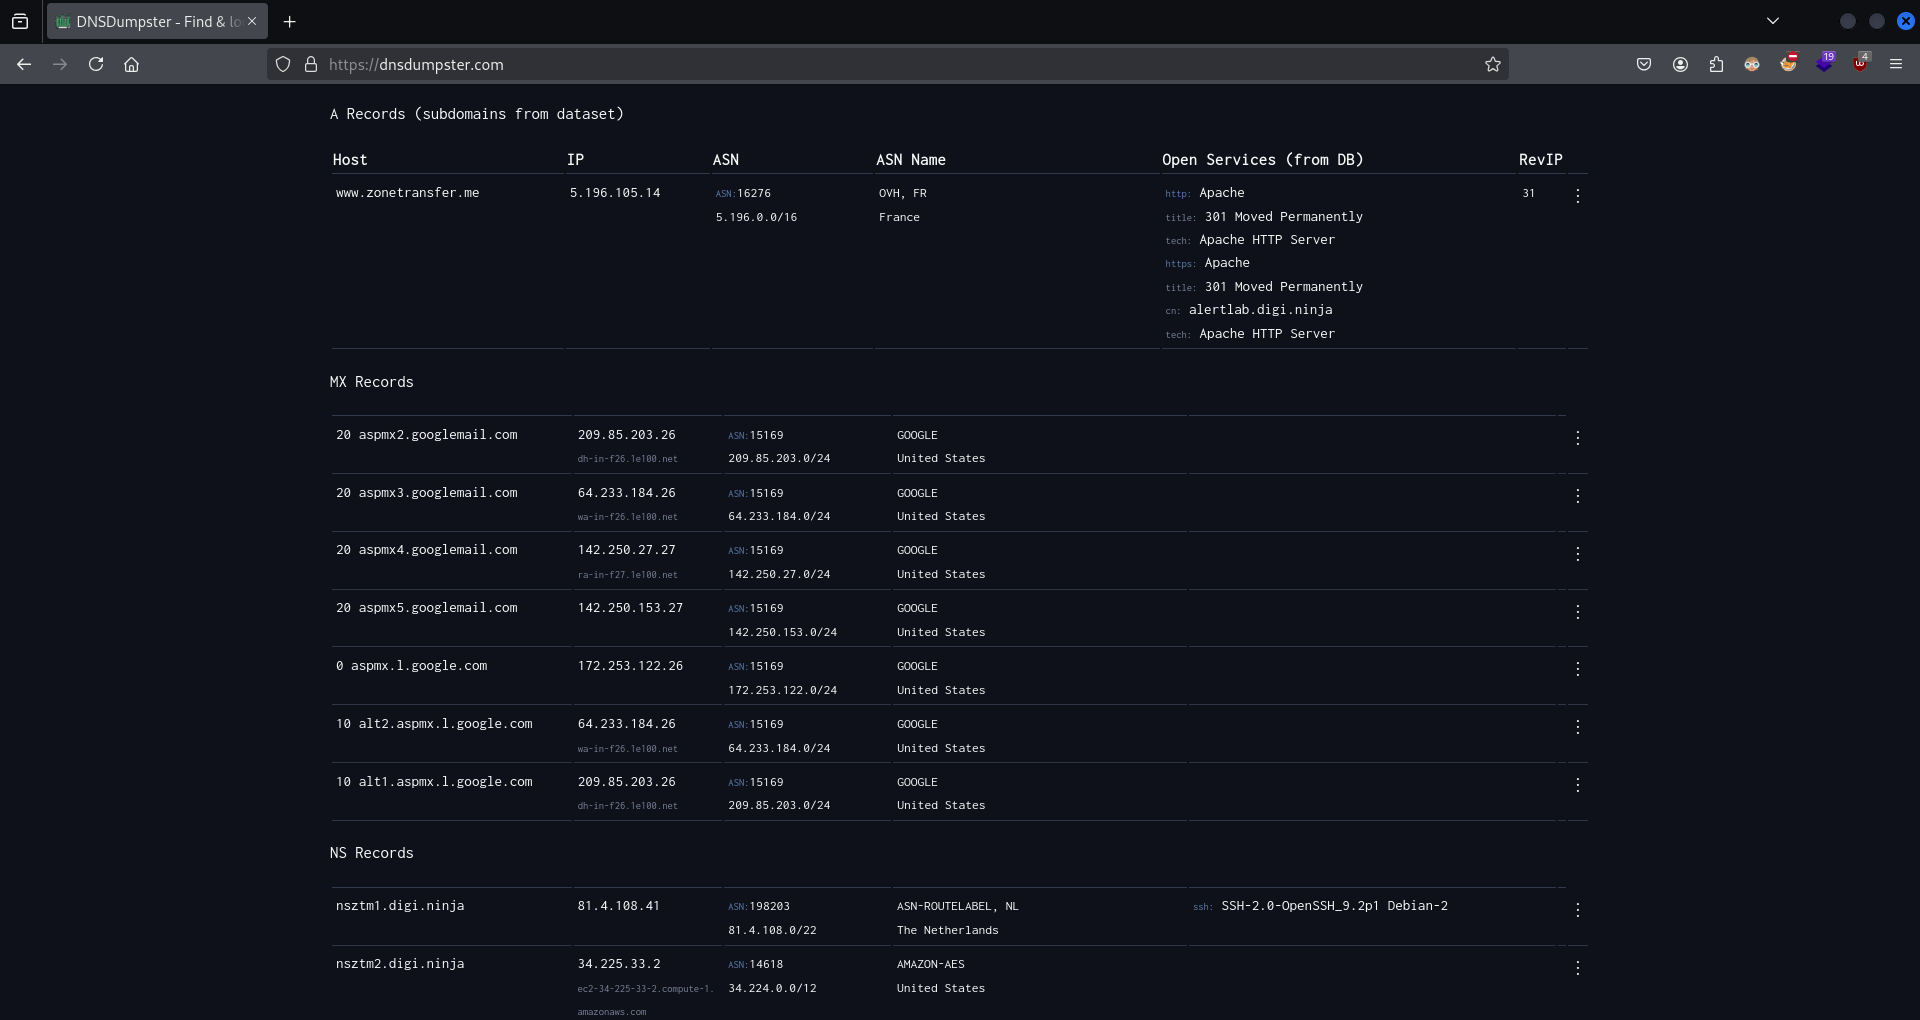 DNSDumpster - Find & lo
https://dnsdumpster.com
19
4
A Records (subdomains from dataset)
Host IP ASN ASN Name Open Services (from DB) RevIP
www.zonetransfer.me 5.196.105.14 ASN:16276 OVH, FR http: Apache 31
5.196.0.0/16 France title: 301 Moved Permanently
tech: Apache HTTP Server
https: Apache
title: 301 Moved Permanently
cn: alertlab.digi.ninja
tech: Apache HTTP Server
MX Records
20 aspmx2.googlemail.com 209.85.203.26 ASN:15169 GOOGLE
dh-in-f26.1e100.net 209.85.203.0/24 United States
20 aspmx3.googlemail.com 64.233.184.26 ASN:15169 GOOGLE
wa-in-f26.1e100.net 64.233.184.0/24 United States
20 aspmx4.googlemail.com 142.250.27.27 ASN:15169 GOOGLE
ra-in-f27.1e100.net 142.250.27.0/24 United States
20 aspmx5.googlemail.com 142.250.153.27 ASN:15169 GOOGLE
142.250.153.0/24 United States
0 aspmx.l.google.com 172.253.122.26 ASN:15169 GOOGLE
172.253.122.0/24 United States
10 alt2.aspmx.l.google.com 64.233.184.26 ASN:15169 GOOGLE
wa-in-f26.1e100.net 64.233.184.0/24 United States
10 alt1.aspmx.l.google.com 209.85.203.26 ASN:15169 GOOGLE
dh-in-f26.1e100.net 209.85.203.0/24 United States
NS Records
nsztm1.digi.ninja 81.4.108.41 ASN:198203 ASN-ROUTELABEL, NL ssh: SSH-2.0-OpenSSH_9.2p1 Debian-2
81.4.108.0/22 The Netherlands
nsztm2.digi.ninja 34.225.33.2 ASN:14618 AMAZON-AES
ec2-34-225-33-2.compute-1. 34.224.0.0/12 United States
amazonaws.com